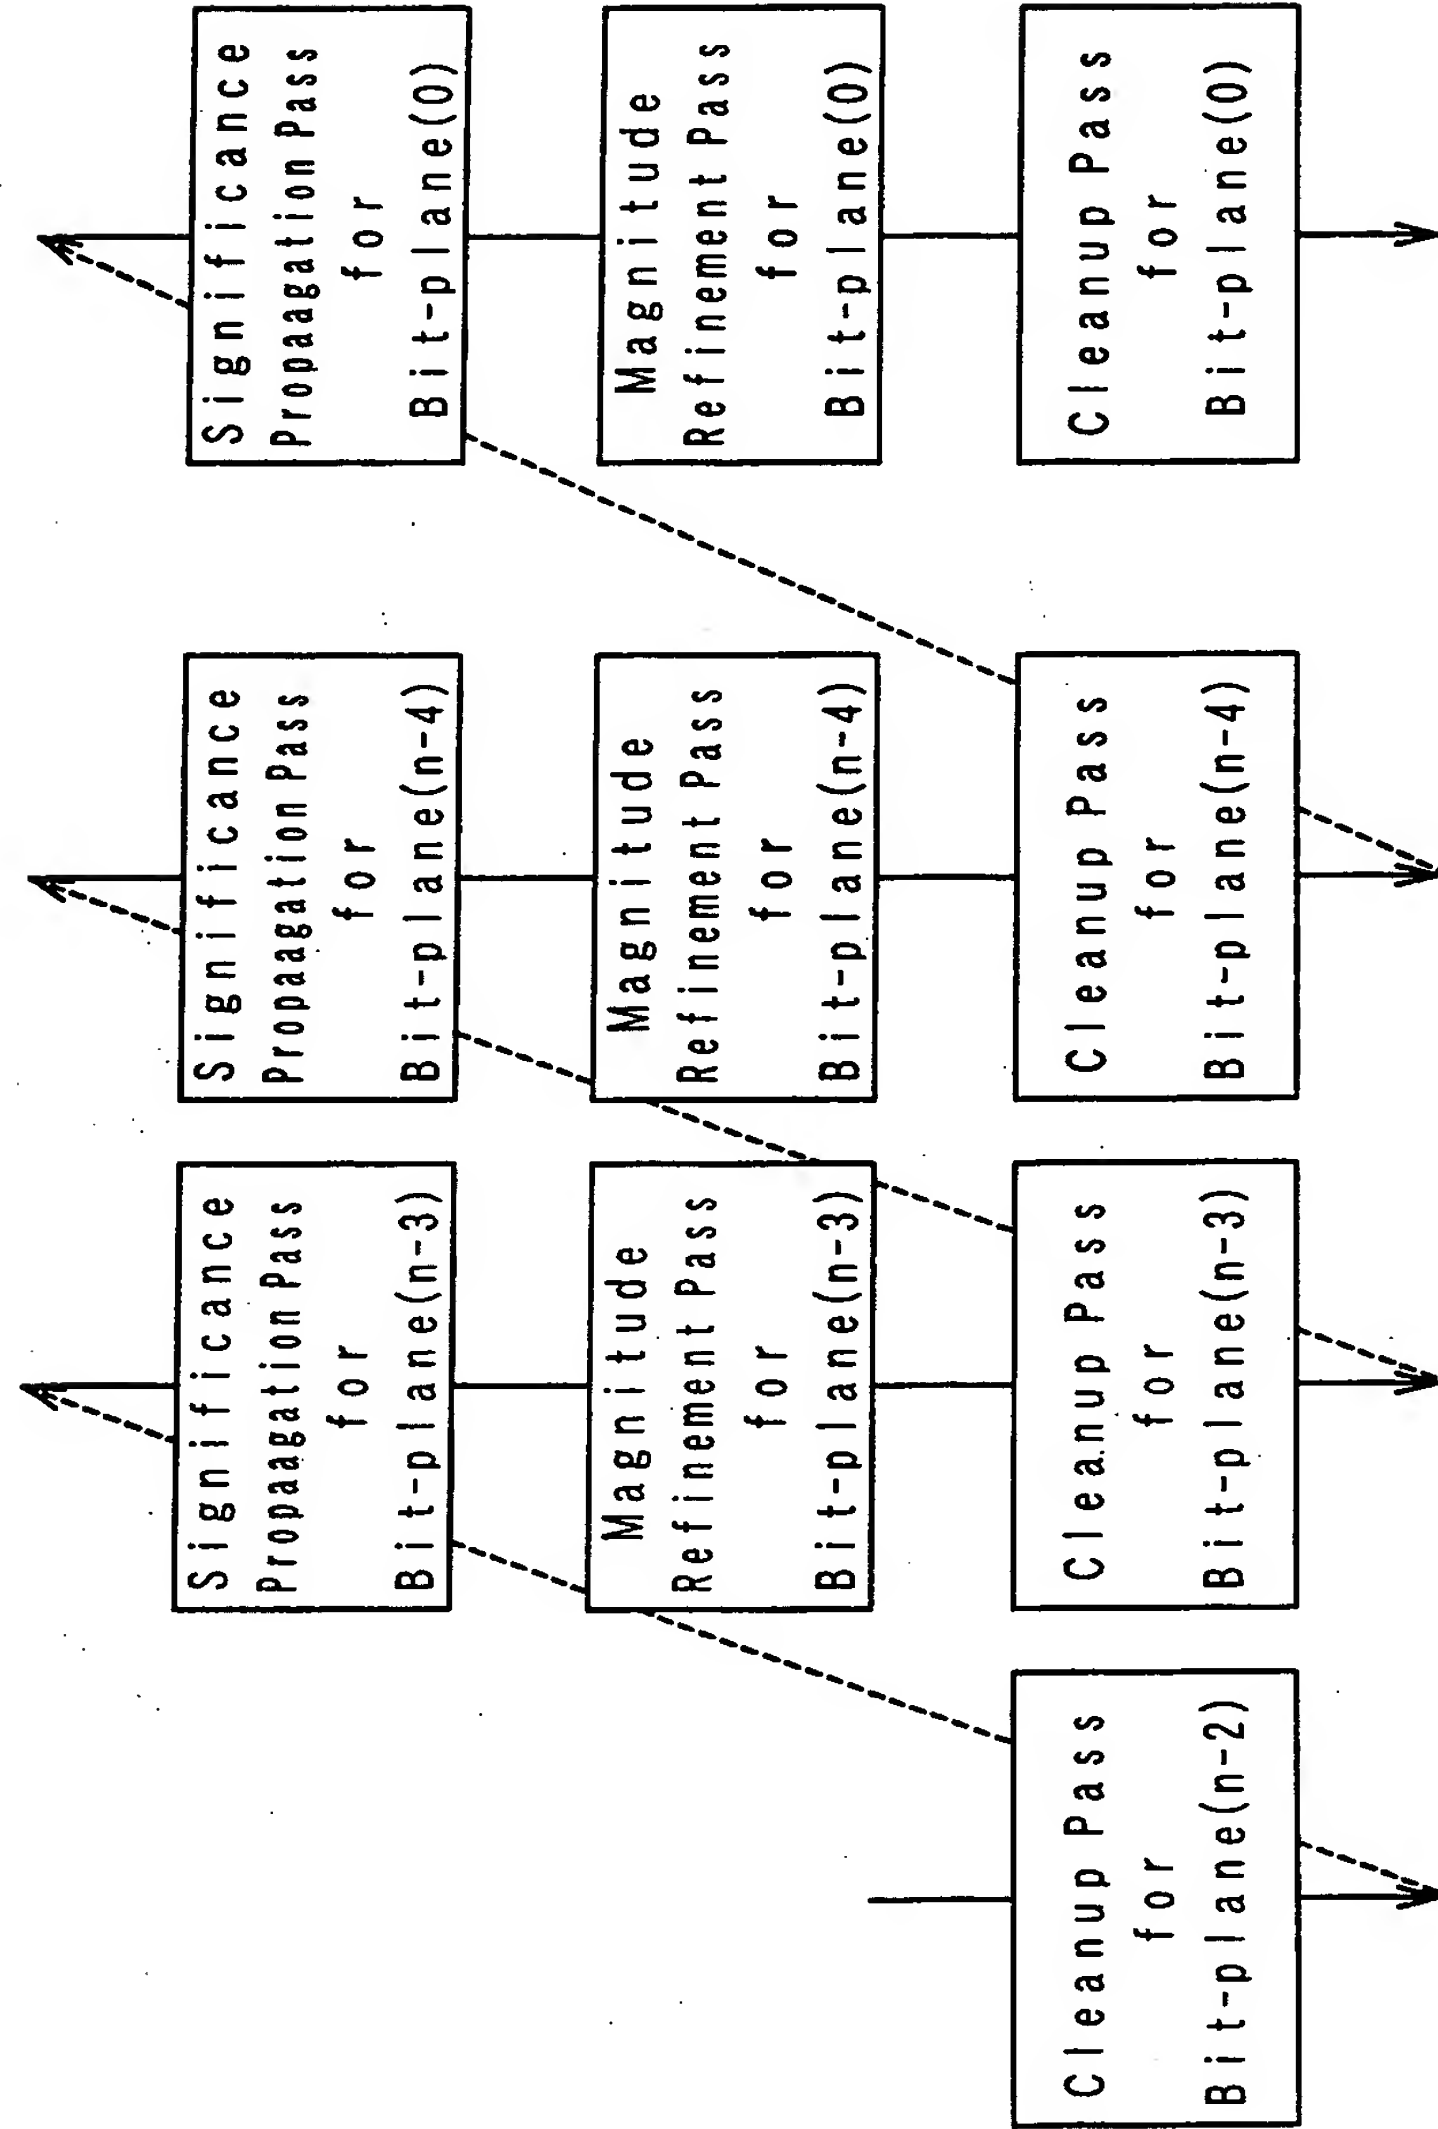 Significance
Propaagation Pass
for
Bit-plane(n-3)
Significance
Propaagation Pass
for
Bit-plane(n-4)
Significance
Propaagation Pass
for
Bit-plane(0)
Magnitude
Refinement Pass
for
Bit-plane(n-3)
Magnitude
Refinement Pass
for
Bit-plane(n-4)
Magnitude
Refinement Pass
for
Bit-plane(0)
Cleanup Pass
for
Bit-plane(n-2)
Cleanup Pass
for
Bit-plane(n-3)
Cleanup Pass
for
Bit-plane(n-4)
Cleanup Pass
for
Bit-plane(0)